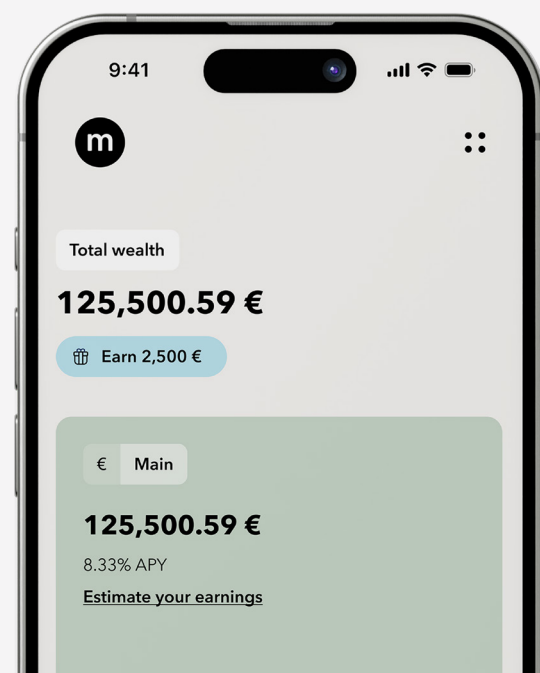 9:41
m
Total wealth
125,500.59 €
Earn 2,500 €
€ Main
125,500.59 €
8.33% APY
Estimate your earnings